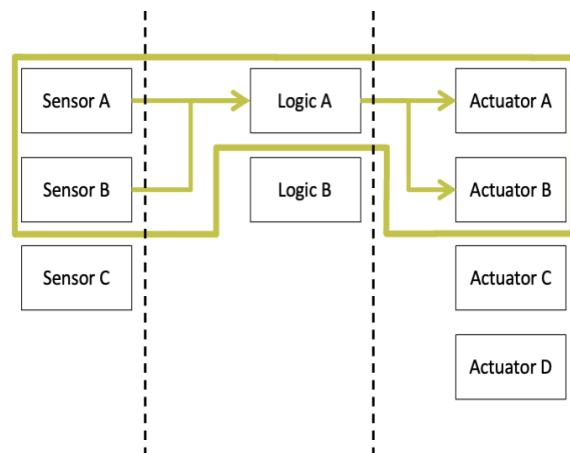 Sensor A
Logic A
Actuator A
Sensor B
Logic B
Actuator B
Sensor C
Actuator C
Actuator D